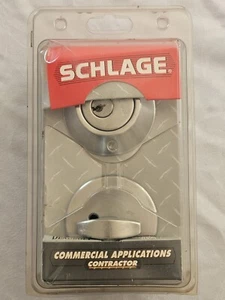 SCHLAGE®
COMMERCIAL APPLICATIONS
CONTRACTOR